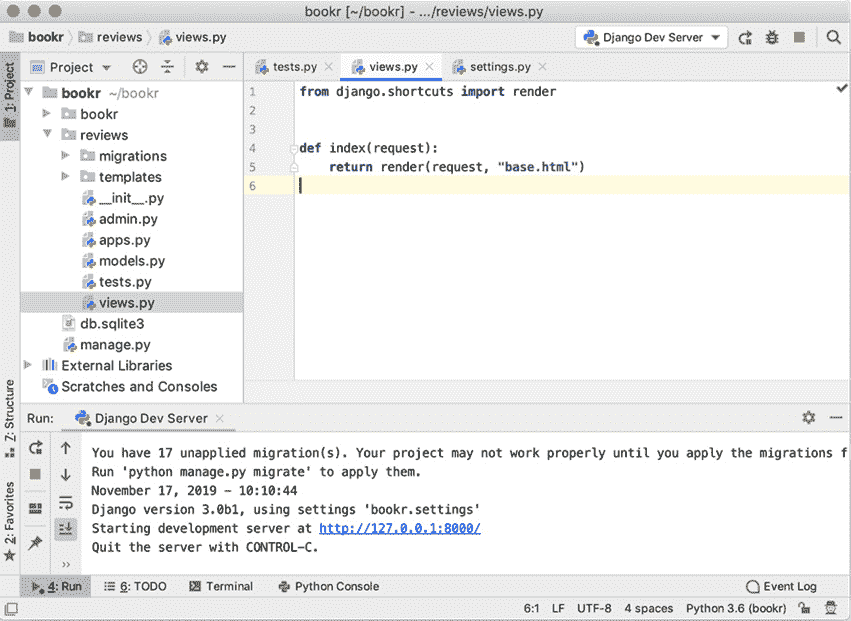 bookr [~/bookr] - .../reviews/views.py
bookr reviews views.py Django Dev Server
1: Project
Project
tests.py views.py settings.py
bookr ~/bookr
bookr
reviews
migrations
templates
__init__.py
admin.py
apps.py
models.py
tests.py
views.py
db.sqlite3
manage.py
External Libraries
Scratches and Consoles
1 from django.shortcuts import render
2
3
4 def index(request):
5 return render(request, "base.html")
6
Z: Structure
2: Favorites
Run: Django Dev Server
You have 17 unapplied migration(s). Your project may not work properly until you apply the migrations f
Run 'python manage.py migrate' to apply them.
November 17, 2019 - 10:10:44
Django version 3.0b1, using settings 'bookr.settings'
Starting development server at http://127.0.0.1:8000/
Quit the server with CONTROL-C.
»
4: Run 6: TODO Terminal Python Console Event Log
6:1 LF UTF-8 4 spaces Python 3.6 (bookr)